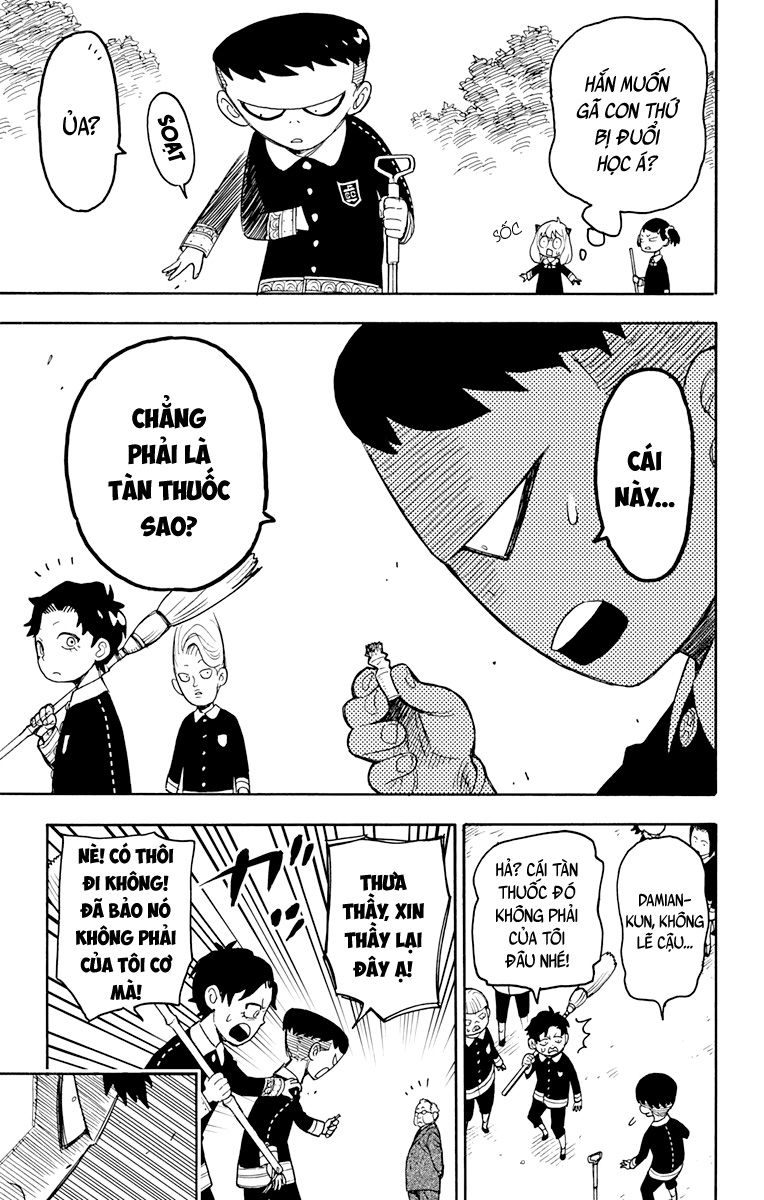 HẮN MUỐN
GÃ CON THỨ
BỊ ĐUỔI
HỌC Á?
SỐC
SOẠT
ỦA?
CÁI
NÀY...
CHẲNG
PHẢI LÀ
TÀN THUỐC
SAO?
DAMIAN-
KUN, KHÔNG
LẼ CẬU...
HẢ? CÁI TÀN
THUỐC ĐÓ
KHÔNG PHẢI
CỦA TÔI
ĐÂU NHÉ!
THƯA
THẦY, XIN
THẦY LẠI
ĐÂY Ạ!
NÈ! CÓ THÔI
ĐI KHÔNG!
ĐÃ BẢO NÓ
KHÔNG PHẢI
CỦA TÔI CƠ
MÀ!